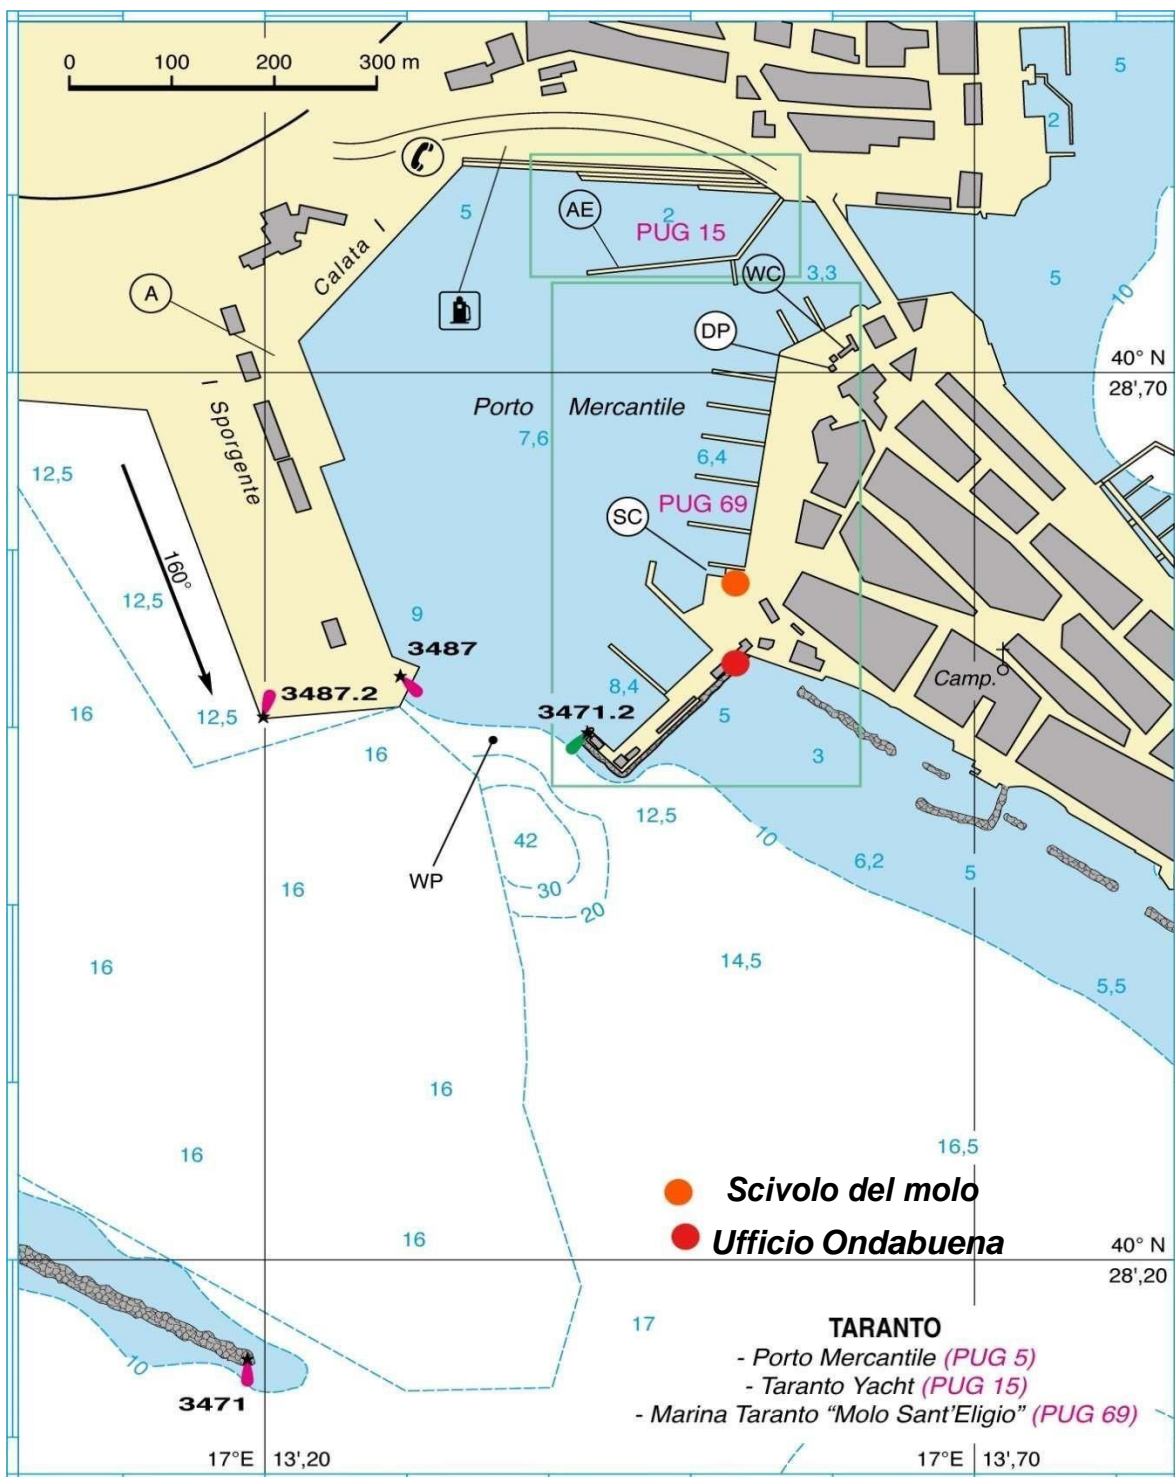 0 100 200 300 m
5
2
AE
5
2
PUG 15
Calata I
WC
3,3
5
10
A
DP
40° N
28',70
I Sporgente
Porto Mercantile
7,6
6,4
12,5
PUG 69
SC
160°
12,5
9
3487
3487.2
Camp.
8,4
16
12,5
3471.2
5
16
3
12,5
10
42
6,2
WP
30
5
16
20
14,5
16
5,5
16
16,5
16
Scivolo del molo
16
Ufficio Ondabuena
40° N
28',20
17
TARANTO
- Porto Mercantile (PUG 5)
10
- Taranto Yacht (PUG 15)
3471
- Marina Taranto “Molo Sant'Eligio” (PUG 69)
17°E 13',20
17°E 13',70